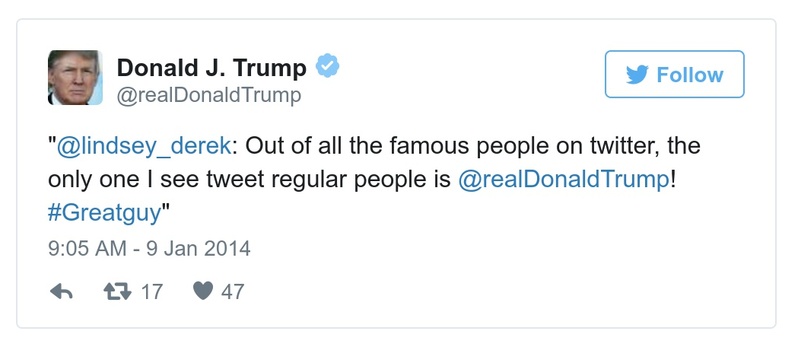 Donald J. Trump
@realDonaldTrump
Follow
"@lindsey_derek: Out of all the famous people on twitter, the
only one I see tweet regular people is @realDonaldTrump!
#Greatguy"
9:05 AM - 9 Jan 2014
17 47